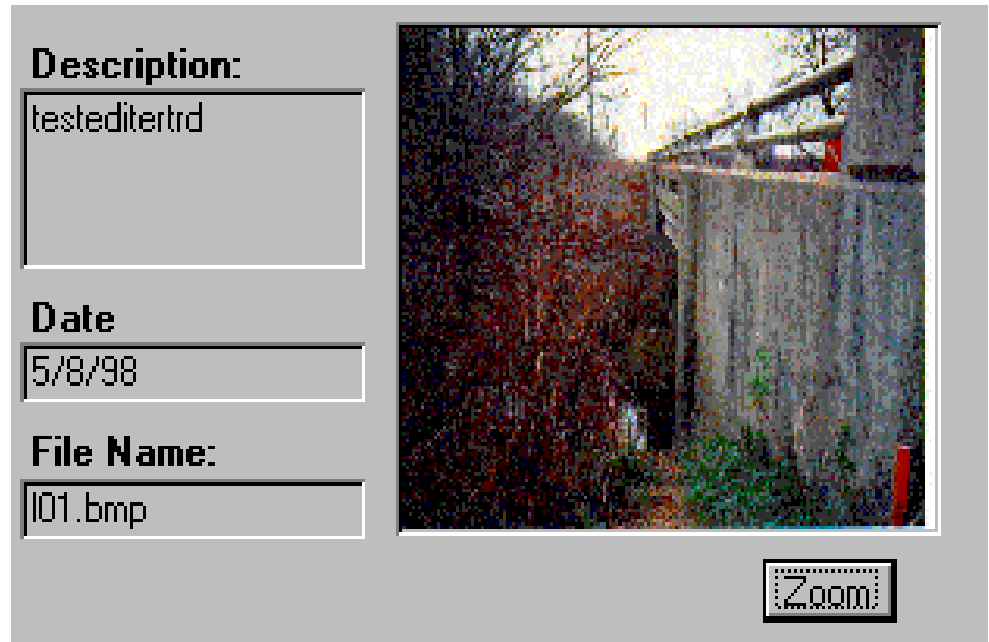 Description:
testeditertrd
Date
5/8/98
File Name:
I01.bmp
Zoom